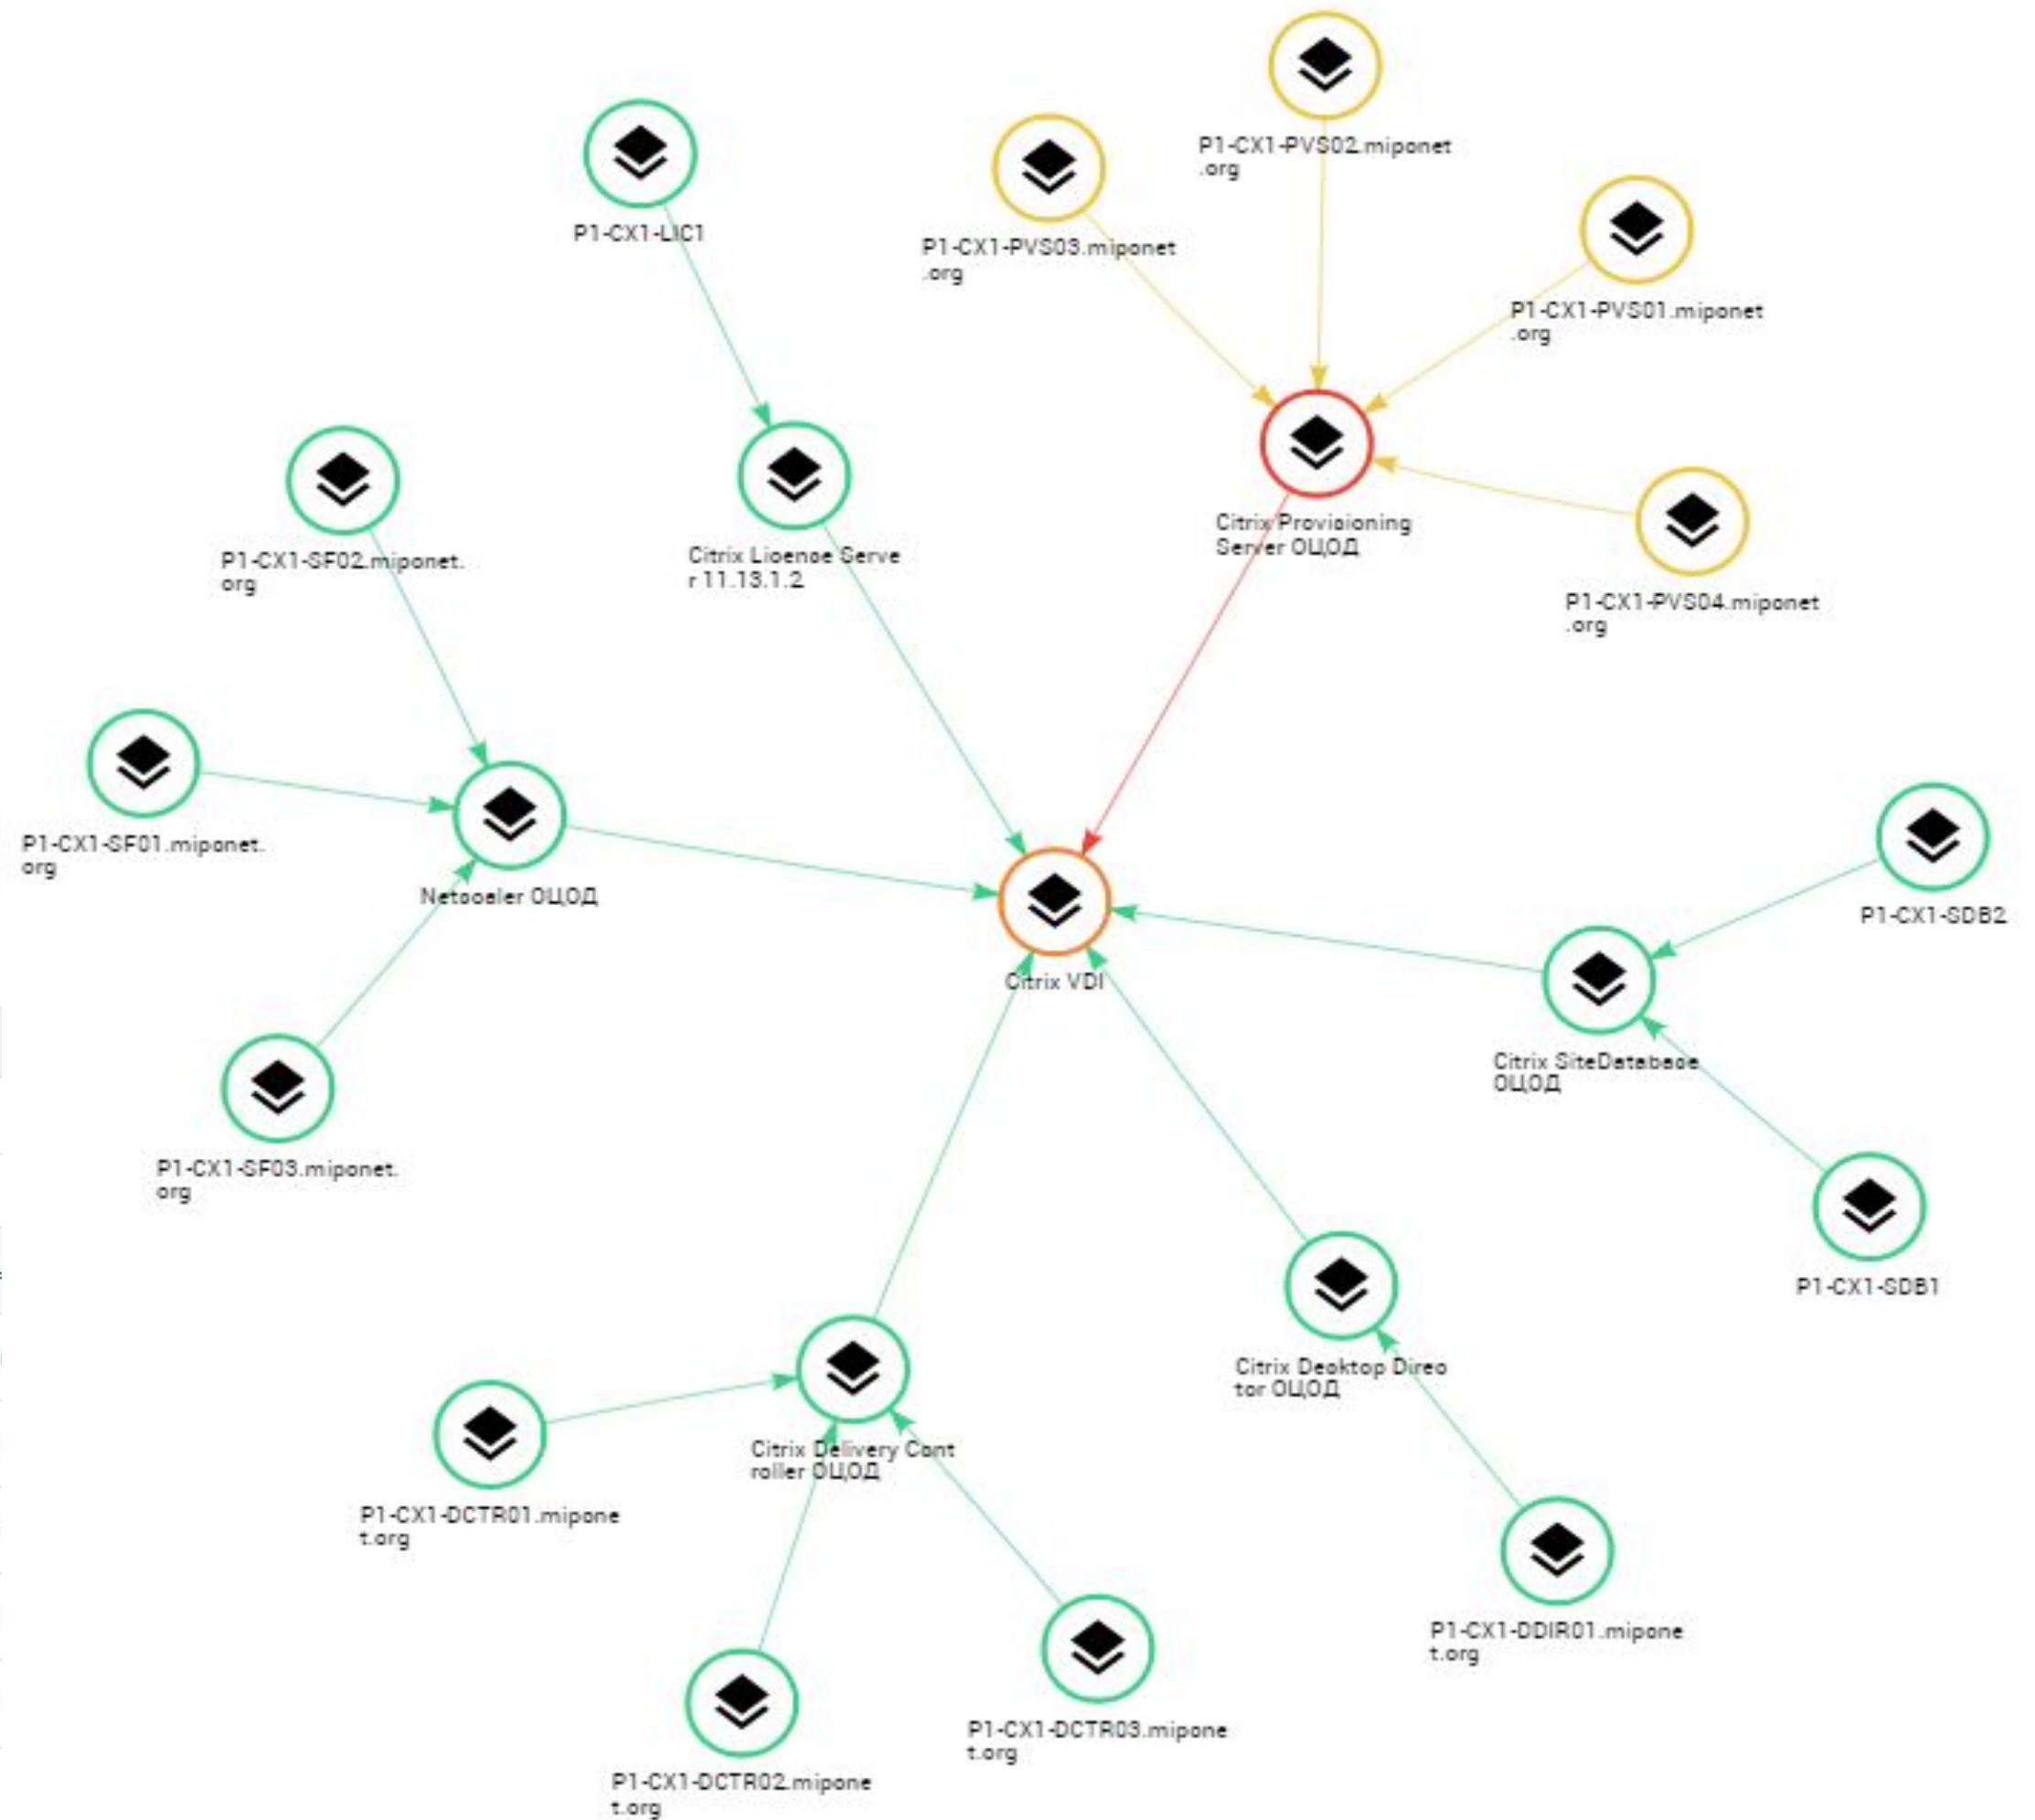 P1-CX1-PVS02.miponet
.org
P1-CX1-LIC1
P1-CX1-PVS03.miponet
.org
P1-CX1-PVS01.miponet
.org
Citrix Provisioning
Server ОЦОД
P1-CX1-SF02.miponet.
org
Citrix License Serve
r 11.13.1.2
P1-CX1-PVS04.miponet
.org
P1-CX1-SF01.miponet.
org
Netscaler ОЦОД
P1-CX1-SDB2
Citrix VDI
Citrix SiteDatabase
ОЦОД
P1-CX1-SF03.miponet.
org
P1-CX1-SDB1
Citrix Desktop Direc
tor ОЦОД
Citrix Delivery Cont
roller ОЦОД
P1-CX1-DCTR01.mipone
t.org
P1-CX1-DDIR01.mipone
t.org
P1-CX1-DCTR03.mipone
t.org
P1-CX1-DCTR02.mipone
t.org